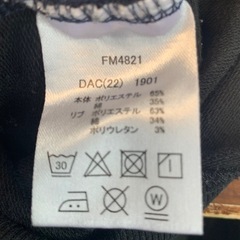 FM4821
DAC(22) 1901
本体 ポリエステル 65%
綿 35%
リブ ポリエステル 63%
綿 34%
ポリウレタン 3%
30
W